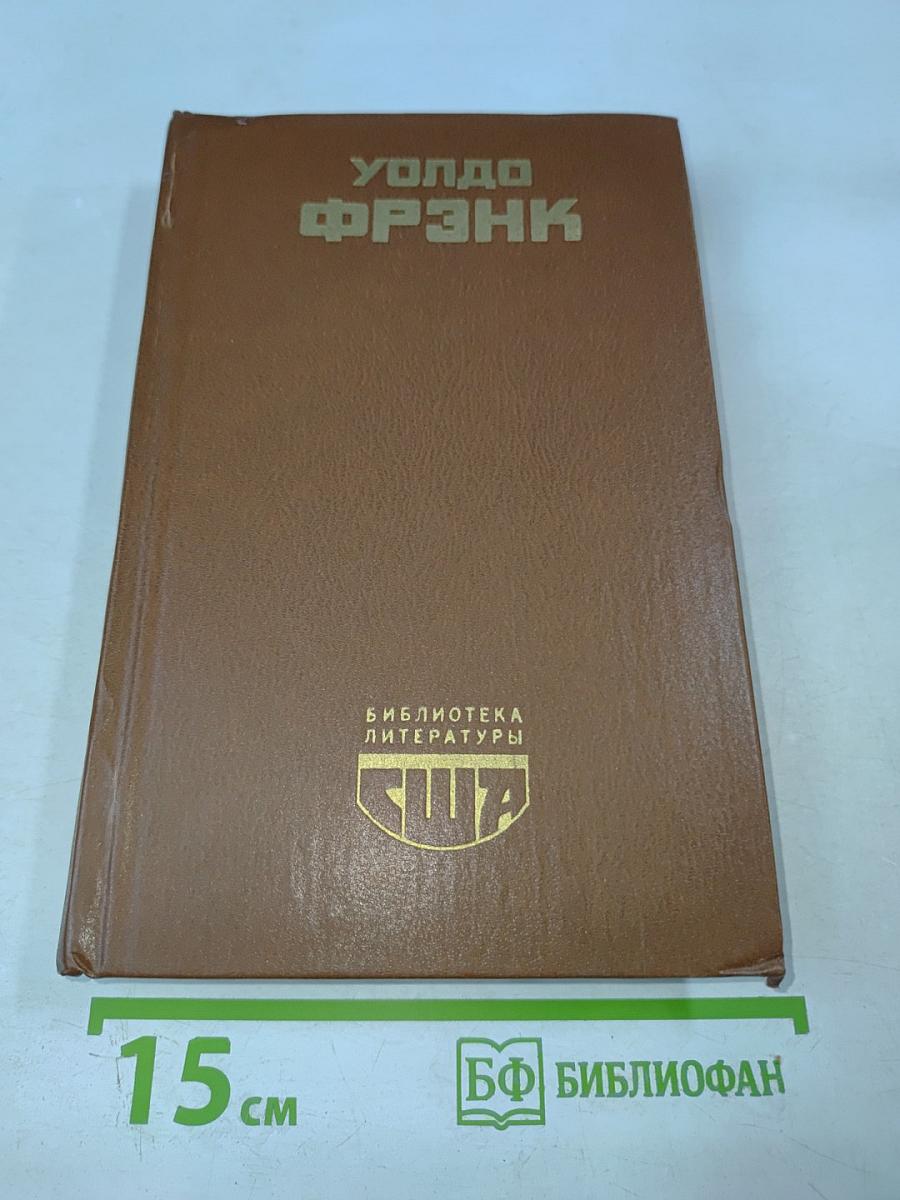 УОЛДО
ФРЭНК
БИБЛИОТЕКА
ЛИТЕРАТУРЫ
США
15 см
БФ БИБЛИОФАН